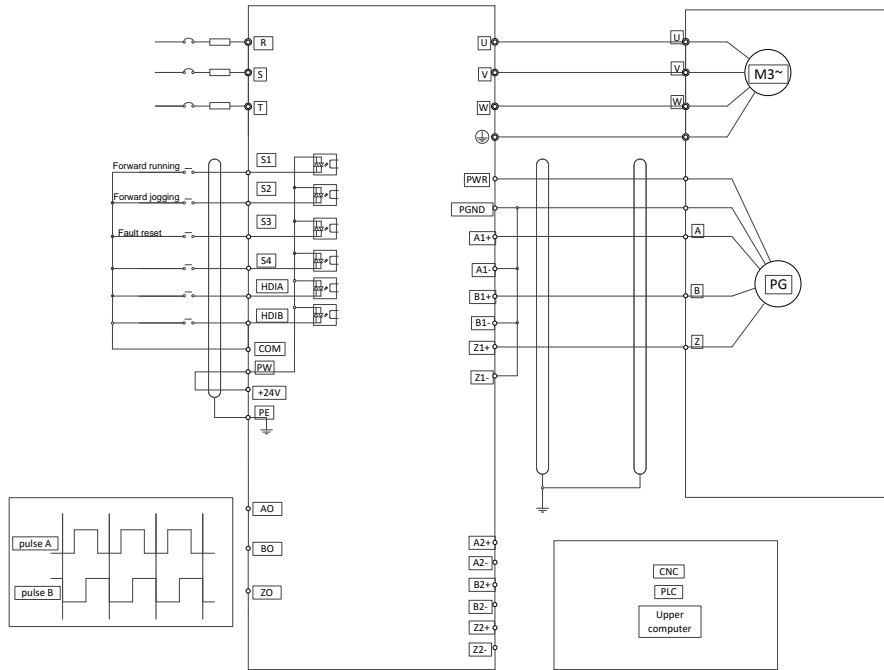 R
S
T
Forward running
Forward jogging
Fault reset
S1
S2
S3
S4
HDIA
HDIB
COM
PW
+24V
PE
AO
BO
ZO
U
V
W
PWR
PGND
A1+
A1-
B1+
B1-
Z1+
Z1-
A2+
A2-
B2+
B2-
Z2+
Z2-
U
V
W
M3~
A
B
Z
PG
pulse A
pulse B
CNC
PLC
Upper
computer